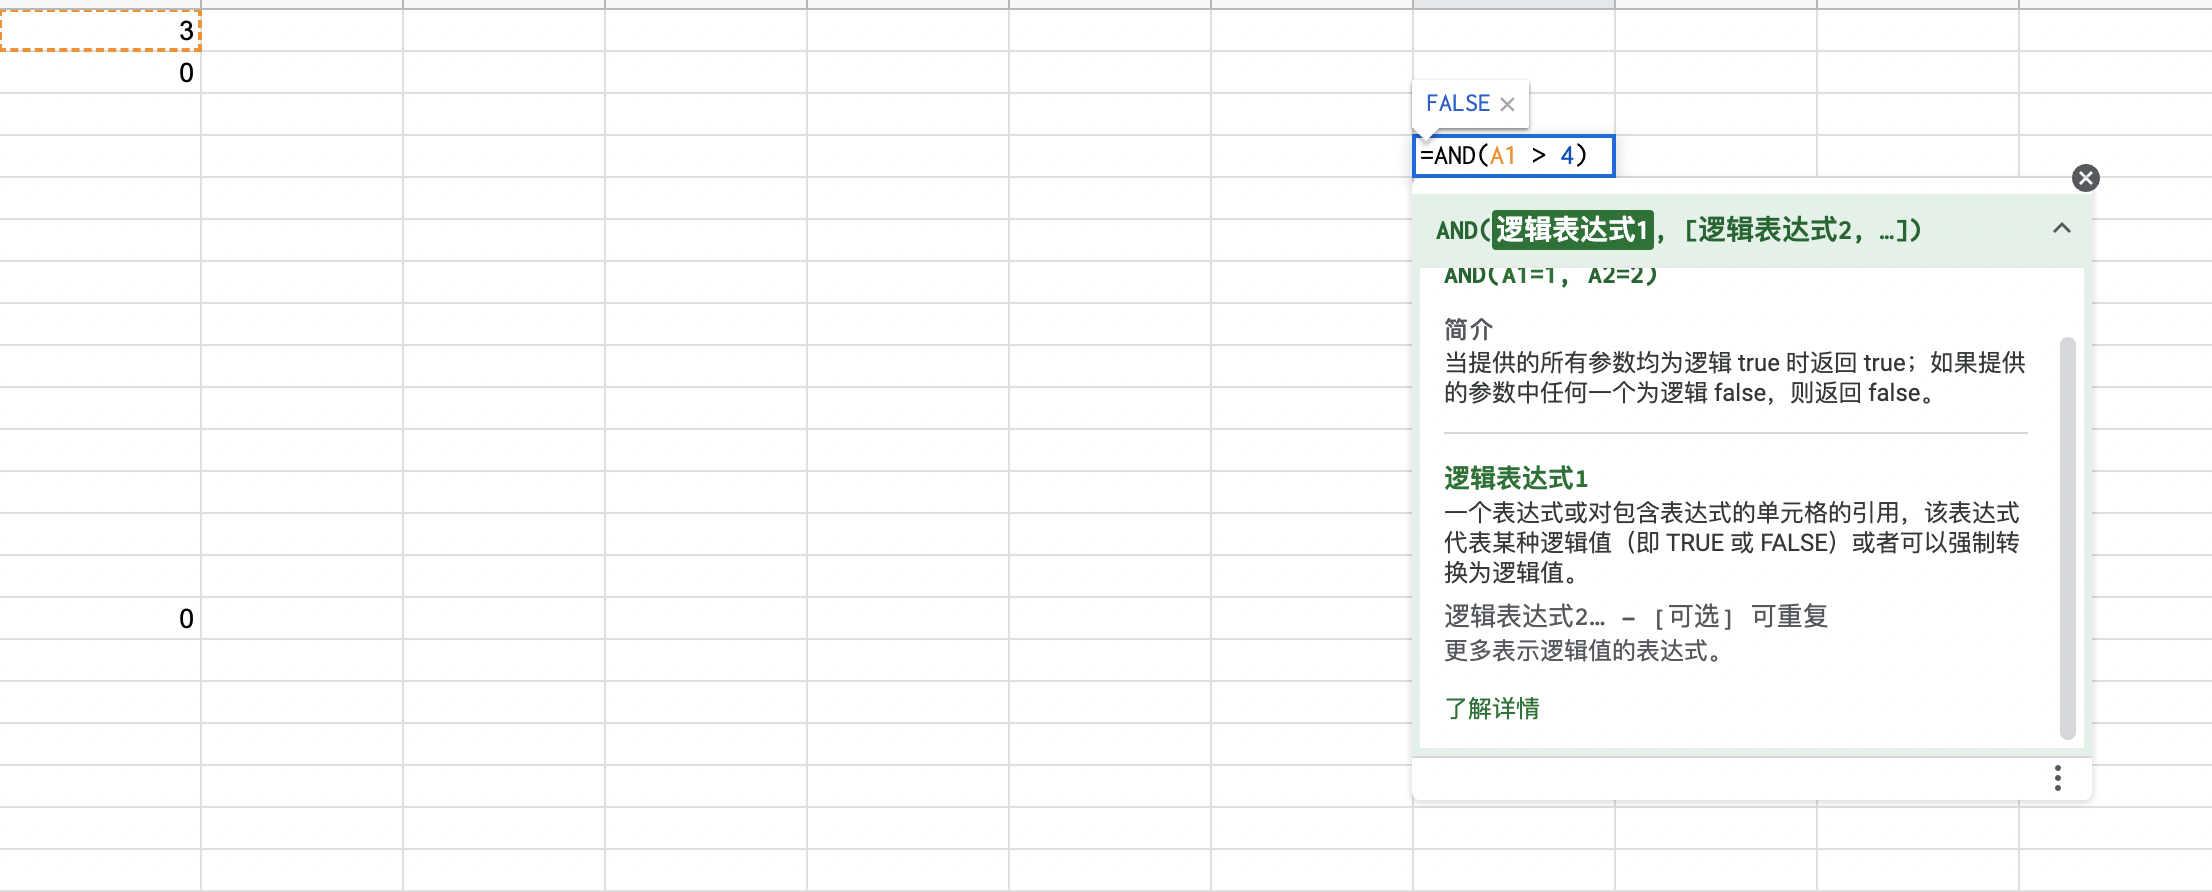 3
0
FALSE ×
=AND(A1 > 4)
AND(逻辑表达式1, [逻辑表达式2, …])
AND(A1=1, A2=2)
简介
当提供的所有参数均为逻辑 true 时返回 true；如果提供
的参数中任何一个为逻辑 false，则返回 false。
逻辑表达式1
一个表达式或对包含表达式的单元格的引用，该表达式
代表某种逻辑值（即 TRUE 或 FALSE）或者可以强制转
换为逻辑值。
0
逻辑表达式2… – [可选] 可重复
更多表示逻辑值的表达式。
了解详情